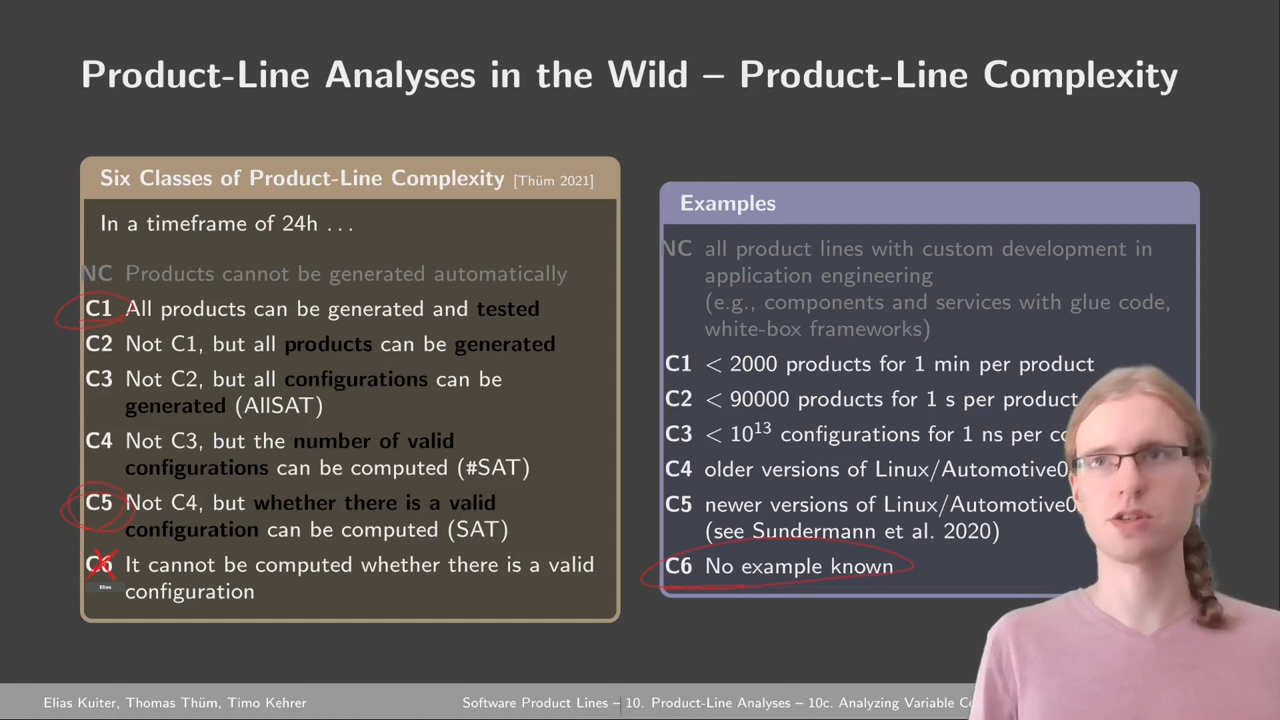 Product-Line Analyses in the Wild – Product-Line Complexity
Six Classes of Product-Line Complexity [Thüm 2021]
In a timeframe of 24h . . .
NC Products cannot be generated automatically
C1 All products can be generated and tested
C2 Not C1, but all products can be generated
C3 Not C2, but all configurations can be
generated (AllSAT)
C4 Not C3, but the number of valid
configurations can be computed (#SAT)
C5 Not C4, but whether there is a valid
configuration can be computed (SAT)
C6 It cannot be computed whether there is a valid
Elias
configuration
Examples
NC all product lines with custom development in
application engineering
(e.g., components and services with glue code,
white-box frameworks)
C1 < 2000 products for 1 min per product
C2 < 90000 products for 1 s per product
C3 < 10¹³ configurations for 1 ns per
C4 older versions of Linux/Automotive0
C5 newer versions of Linux/Automotive0
(see Sundermann et al. 2020)
C6 No example known
Elias Kuiter, Thomas Thüm, Timo Kehrer
Software Product Lines – 10. Product-Line Analyses – 10c. Analyzing Variable